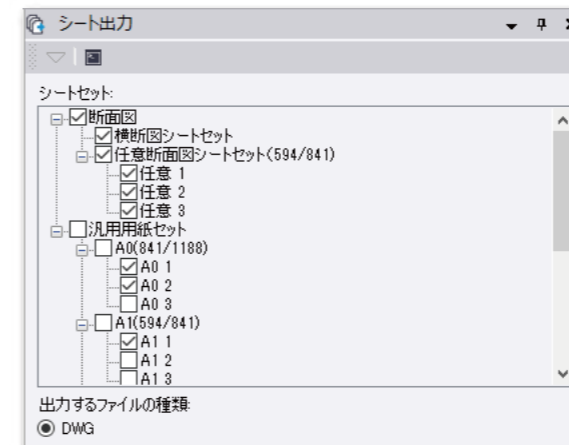 シート出力
シートセット:
断面図
横断図シートセット
任意断面図シートセット(594/841)
任意 1
任意 2
任意 3
汎用用紙セット
A0(841/1188)
A0 1
A0 2
A0 3
A1(594/841)
A1 1
A1 2
A1 3
出力するファイルの種類:
DWG